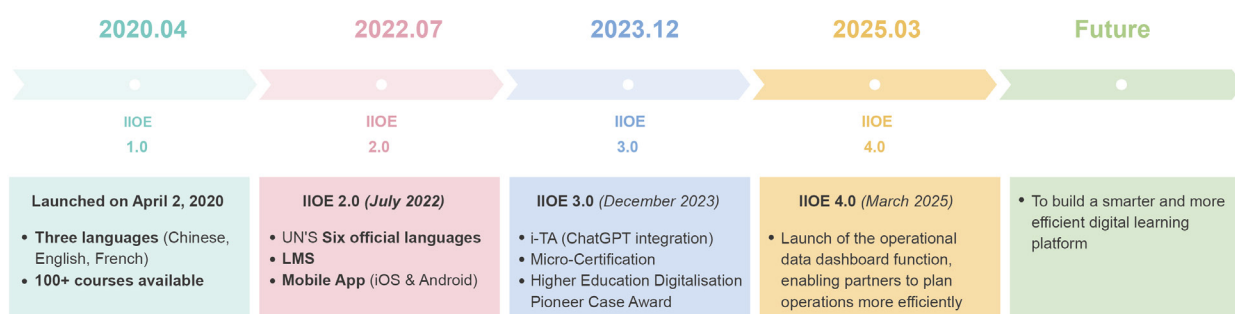 2020.04
2022.07
2023.12
2025.03
Future
IIOE
1.0
IIOE
2.0
IIOE
3.0
IIOE
4.0
Launched on April 2, 2020
• Three languages (Chinese,
English, French)
• 100+ courses available
IIOE 2.0 (July 2022)
• UN'S Six official languages
• LMS
• Mobile App (iOS & Android)
IIOE 3.0 (December 2023)
• i-TA (ChatGPT integration)
• Micro-Certification
• Higher Education Digitalisation
Pioneer Case Award
IIOE 4.0 (March 2025)
• Launch of the operational
data dashboard function,
enabling partners to plan
operations more efficiently
• To build a smarter and more
efficient digital learning
platform